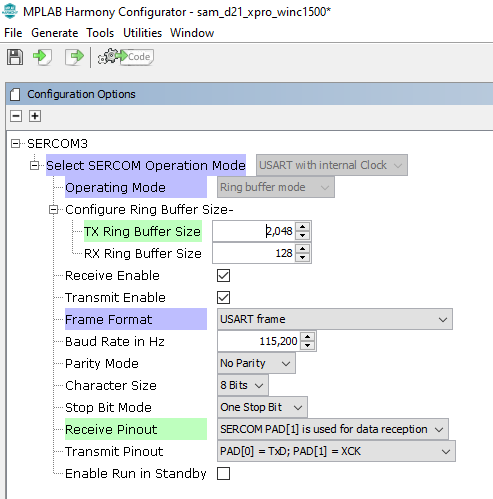 MPLAB Harmony Configurator - sam_d21_xpro_winc1500*
File Generate Tools Utilities Window
Code
Configuration Options
SERCOM3
Select SERCOM Operation Mode USART with internal Clock
Operating Mode Ring buffer mode
Configure Ring Buffer Size-
TX Ring Buffer Size 2,048
RX Ring Buffer Size 128
Receive Enable
Transmit Enable
Frame Format USART frame
Baud Rate in Hz 115,200
Parity Mode No Parity
Character Size 8 Bits
Stop Bit Mode One Stop Bit
Receive Pinout SERCOM PAD[1] is used for data reception
Transmit Pinout PAD[0] = TxD; PAD[1] = XCK
Enable Run in Standby